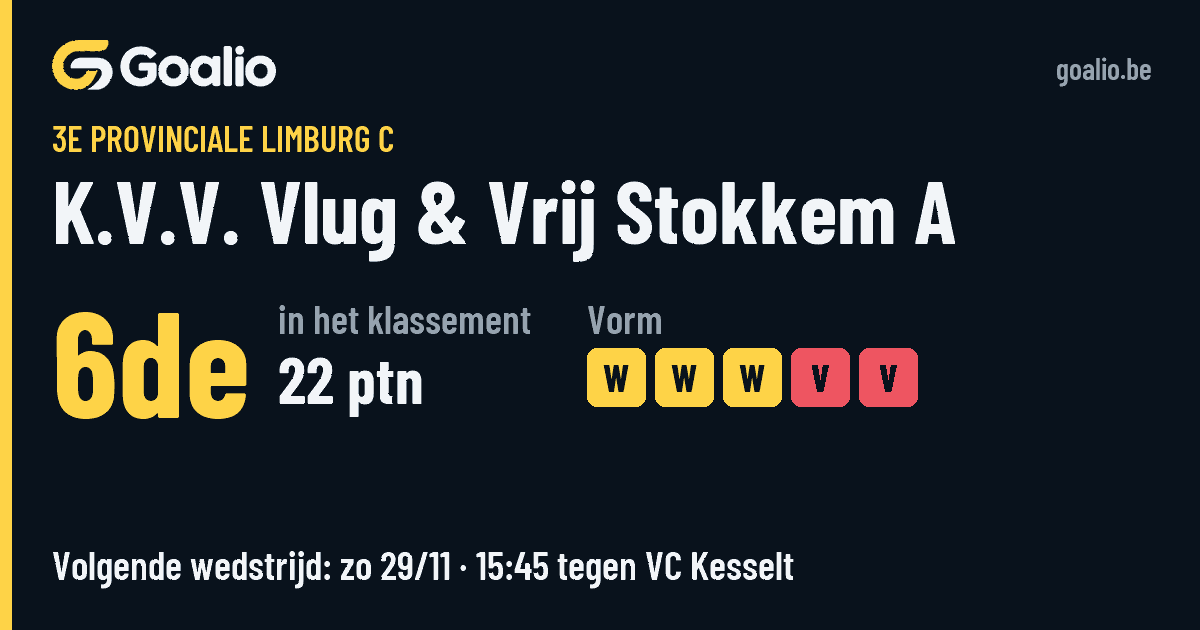 Goalio
goalio.be
3E PROVINCIALE LIMBURG C
K.V.V. Vlug & Vrij Stokkem A
6de
in het klassement
22 ptn
Vorm
W W W V V
Volgende wedstrijd: zo 29/11 · 15:45 tegen VC Kesselt